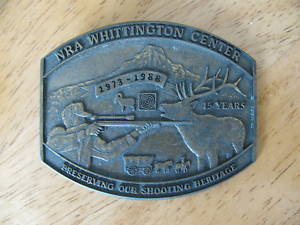 NRA WHITTINGTON CENTER
1973-1988
15 YEARS
PRESERVING OUR SHOOTING HERITAGE